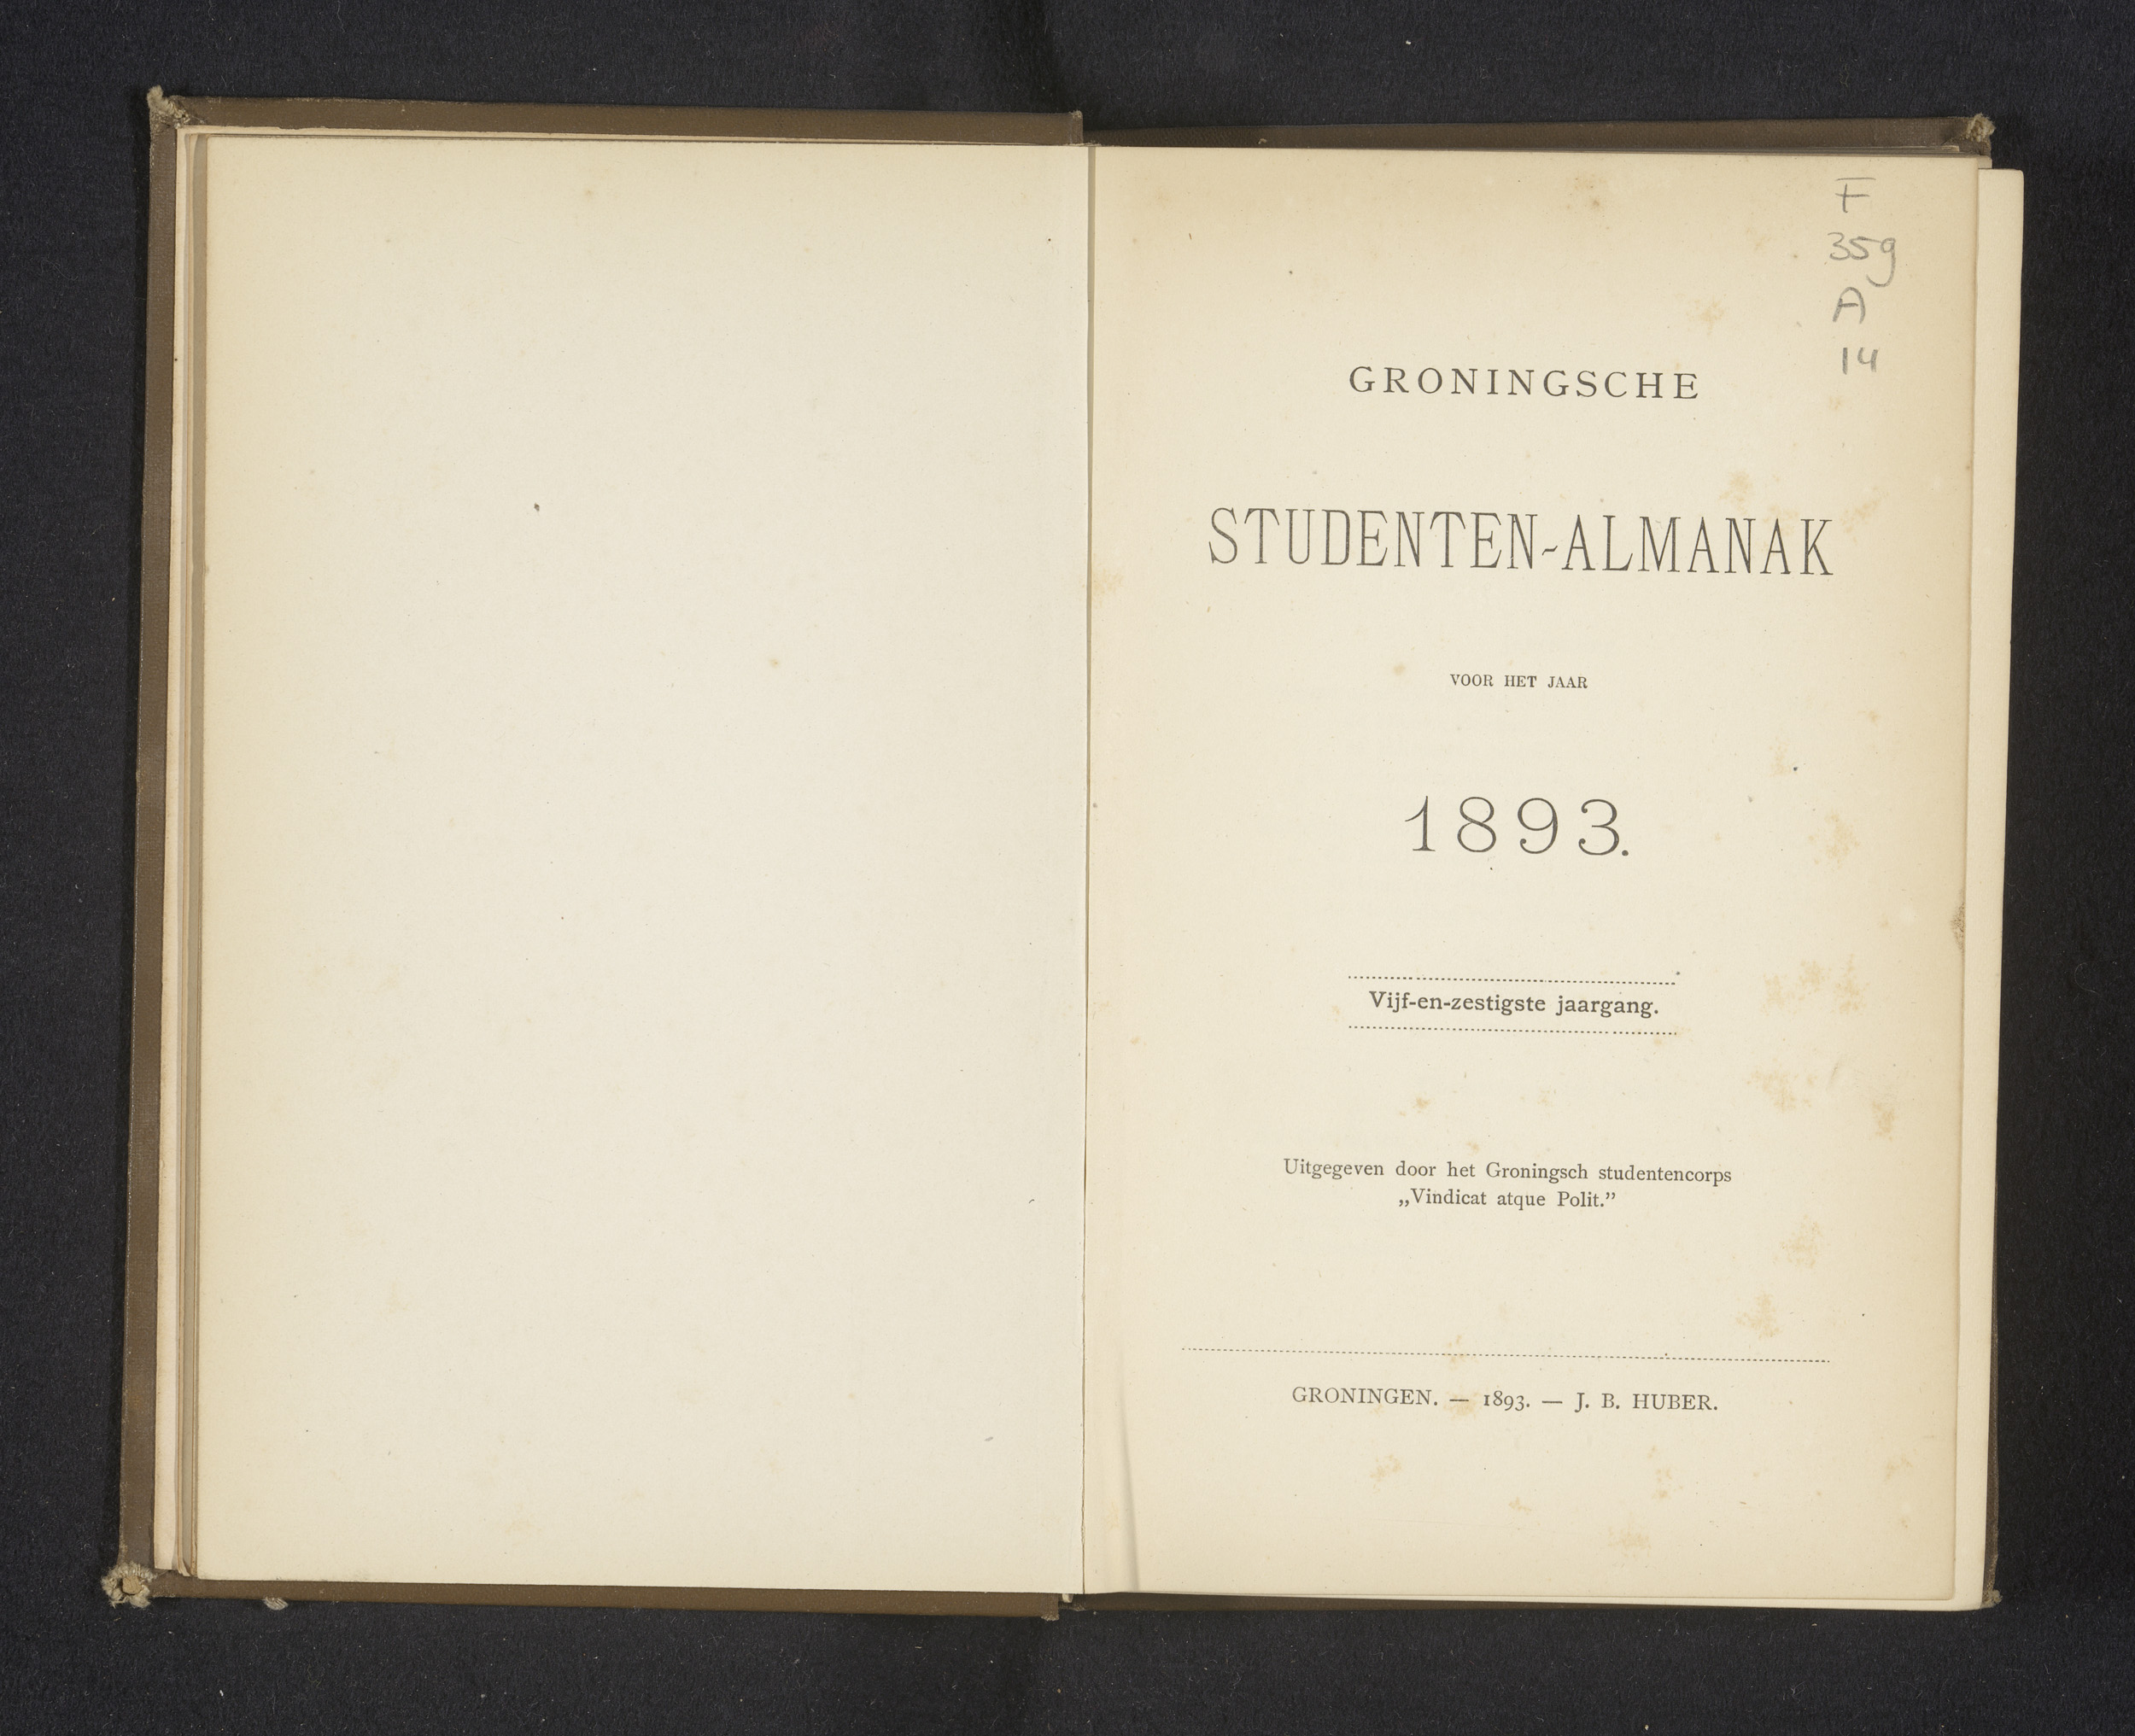 F
35g
A
14
GRONINGSCHE
STUDENTEN-ALMANAK
VOOR HET JAAR
1893.
Vijf-en-zestigste jaargang.
Uitgegeven door het Groningsch studentencorps
„Vindicat atque Polit.”
GRONINGEN. — 1893. — J. B. HUBER.